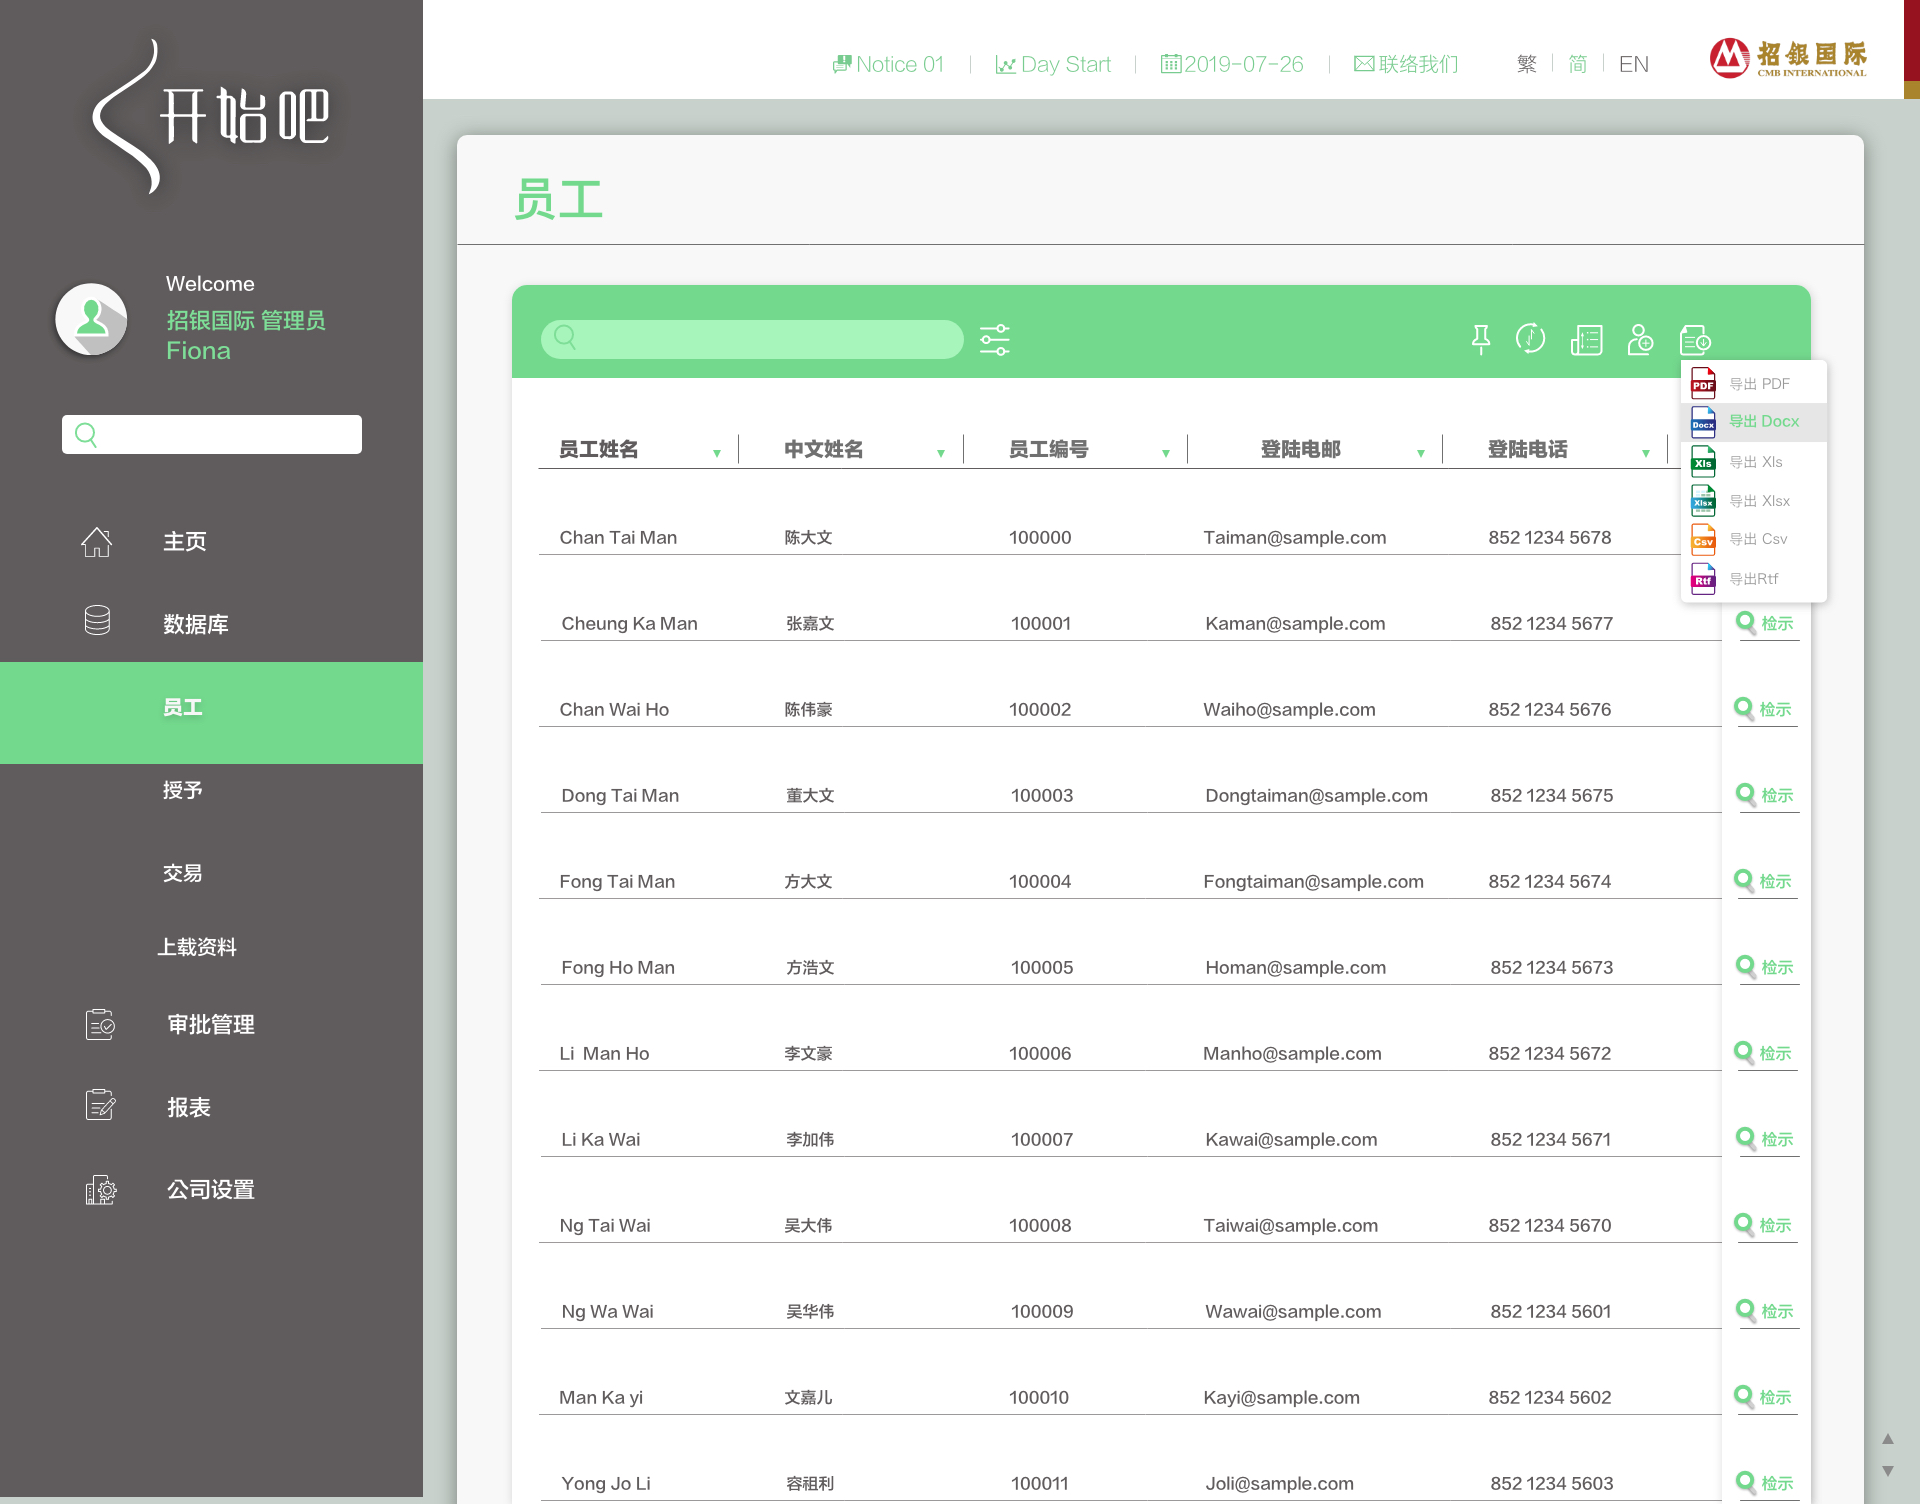 开始吧
Notice 01
Day Start
2019-07-26
联络我们
繁
简
EN
招银国际
CMB INTERNATIONAL
Welcome
招银国际 管理员
Fiona
主页
数据库
员工
授予
交易
上载资料
审批管理
报表
公司设置
员工
PDF 导出 PDF
Docx 导出 Docx
Xls 导出 Xls
Xlsx 导出 Xlsx
Csv 导出 Csv
Rtf 导出Rtf
员工姓名 中文姓名 员工编号 登陆电邮 登陆电话
Chan Tai Man 陈大文 100000 Taiman@sample.com 852 1234 5678
Cheung Ka Man 张嘉文 100001 Kaman@sample.com 852 1234 5677 检示
Chan Wai Ho 陈伟豪 100002 Waiho@sample.com 852 1234 5676 检示
Dong Tai Man 董大文 100003 Dongtaiman@sample.com 852 1234 5675 检示
Fong Tai Man 方大文 100004 Fongtaiman@sample.com 852 1234 5674 检示
Fong Ho Man 方浩文 100005 Homan@sample.com 852 1234 5673 检示
Li  Man Ho 李文豪 100006 Manho@sample.com 852 1234 5672 检示
Li Ka Wai 李加伟 100007 Kawai@sample.com 852 1234 5671 检示
Ng Tai Wai 吴大伟 100008 Taiwai@sample.com 852 1234 5670 检示
Ng Wa Wai 吴华伟 100009 Wawai@sample.com 852 1234 5601 检示
Man Ka yi 文嘉儿 100010 Kayi@sample.com 852 1234 5602 检示
Yong Jo Li 容祖利 100011 Joli@sample.com 852 1234 5603 检示